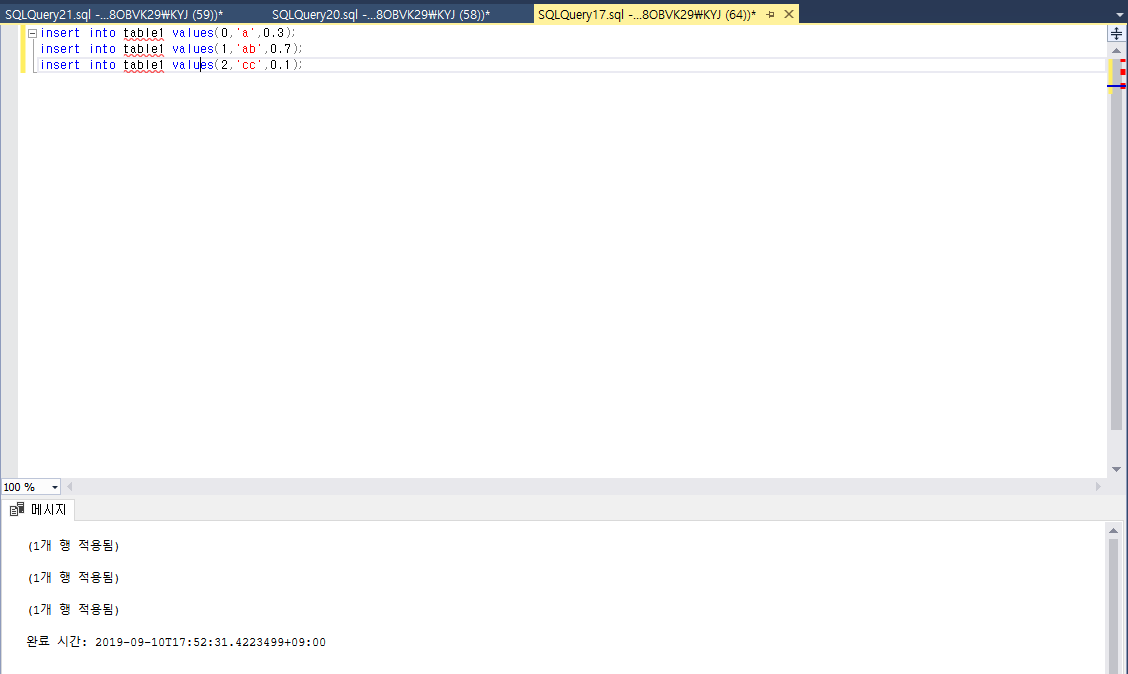 SQLQuery21.sql -...8OBVK29₩KYJ (59))* SQLQuery20.sql -...8OBVK29₩KYJ (58))* SQLQuery17.sql -...8OBVK29₩KYJ (64))*
insert into table1 values(0,'a',0.3);
insert into table1 values(1,'ab',0.7);
insert into table1 values(2,'cc',0.1);
100 %
메시지
(1개 행 적용됨)
(1개 행 적용됨)
(1개 행 적용됨)
완료 시간: 2019-09-10T17:52:31.4223499+09:00